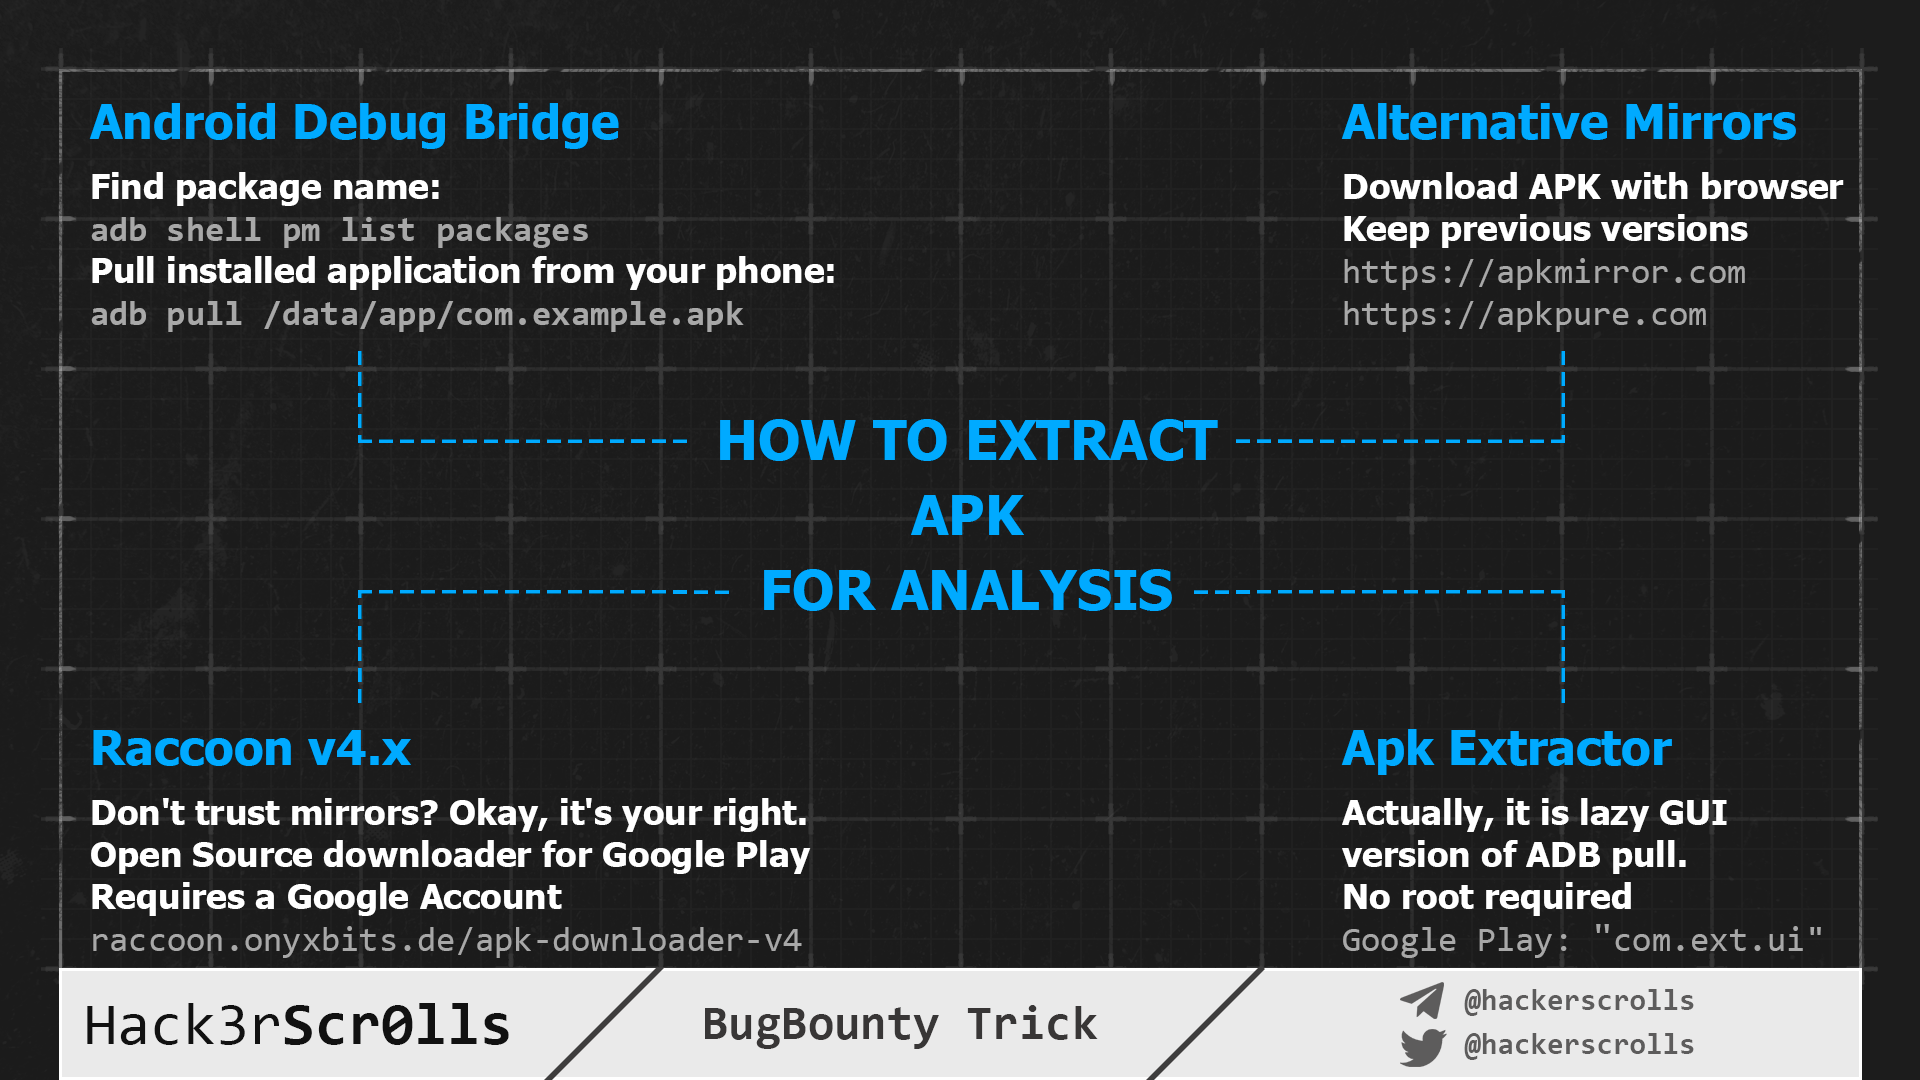 Android Debug Bridge
Find package name:
adb shell pm list packages
Pull installed application from your phone:
adb pull /data/app/com.example.apk
Alternative Mirrors
Download APK with browser
Keep previous versions
https://apkmirror.com
https://apkpure.com
HOW TO EXTRACT
APK
FOR ANALYSIS
Raccoon v4.x
Don't trust mirrors? Okay, it's your right.
Open Source downloader for Google Play
Requires a Google Account
raccoon.onyxbits.de/apk-downloader-v4
Apk Extractor
Actually, it is lazy GUI
version of ADB pull.
No root required
Google Play: "com.ext.ui"
Hack3rScr0lls
BugBounty Trick
@hackerscrolls
@hackerscrolls